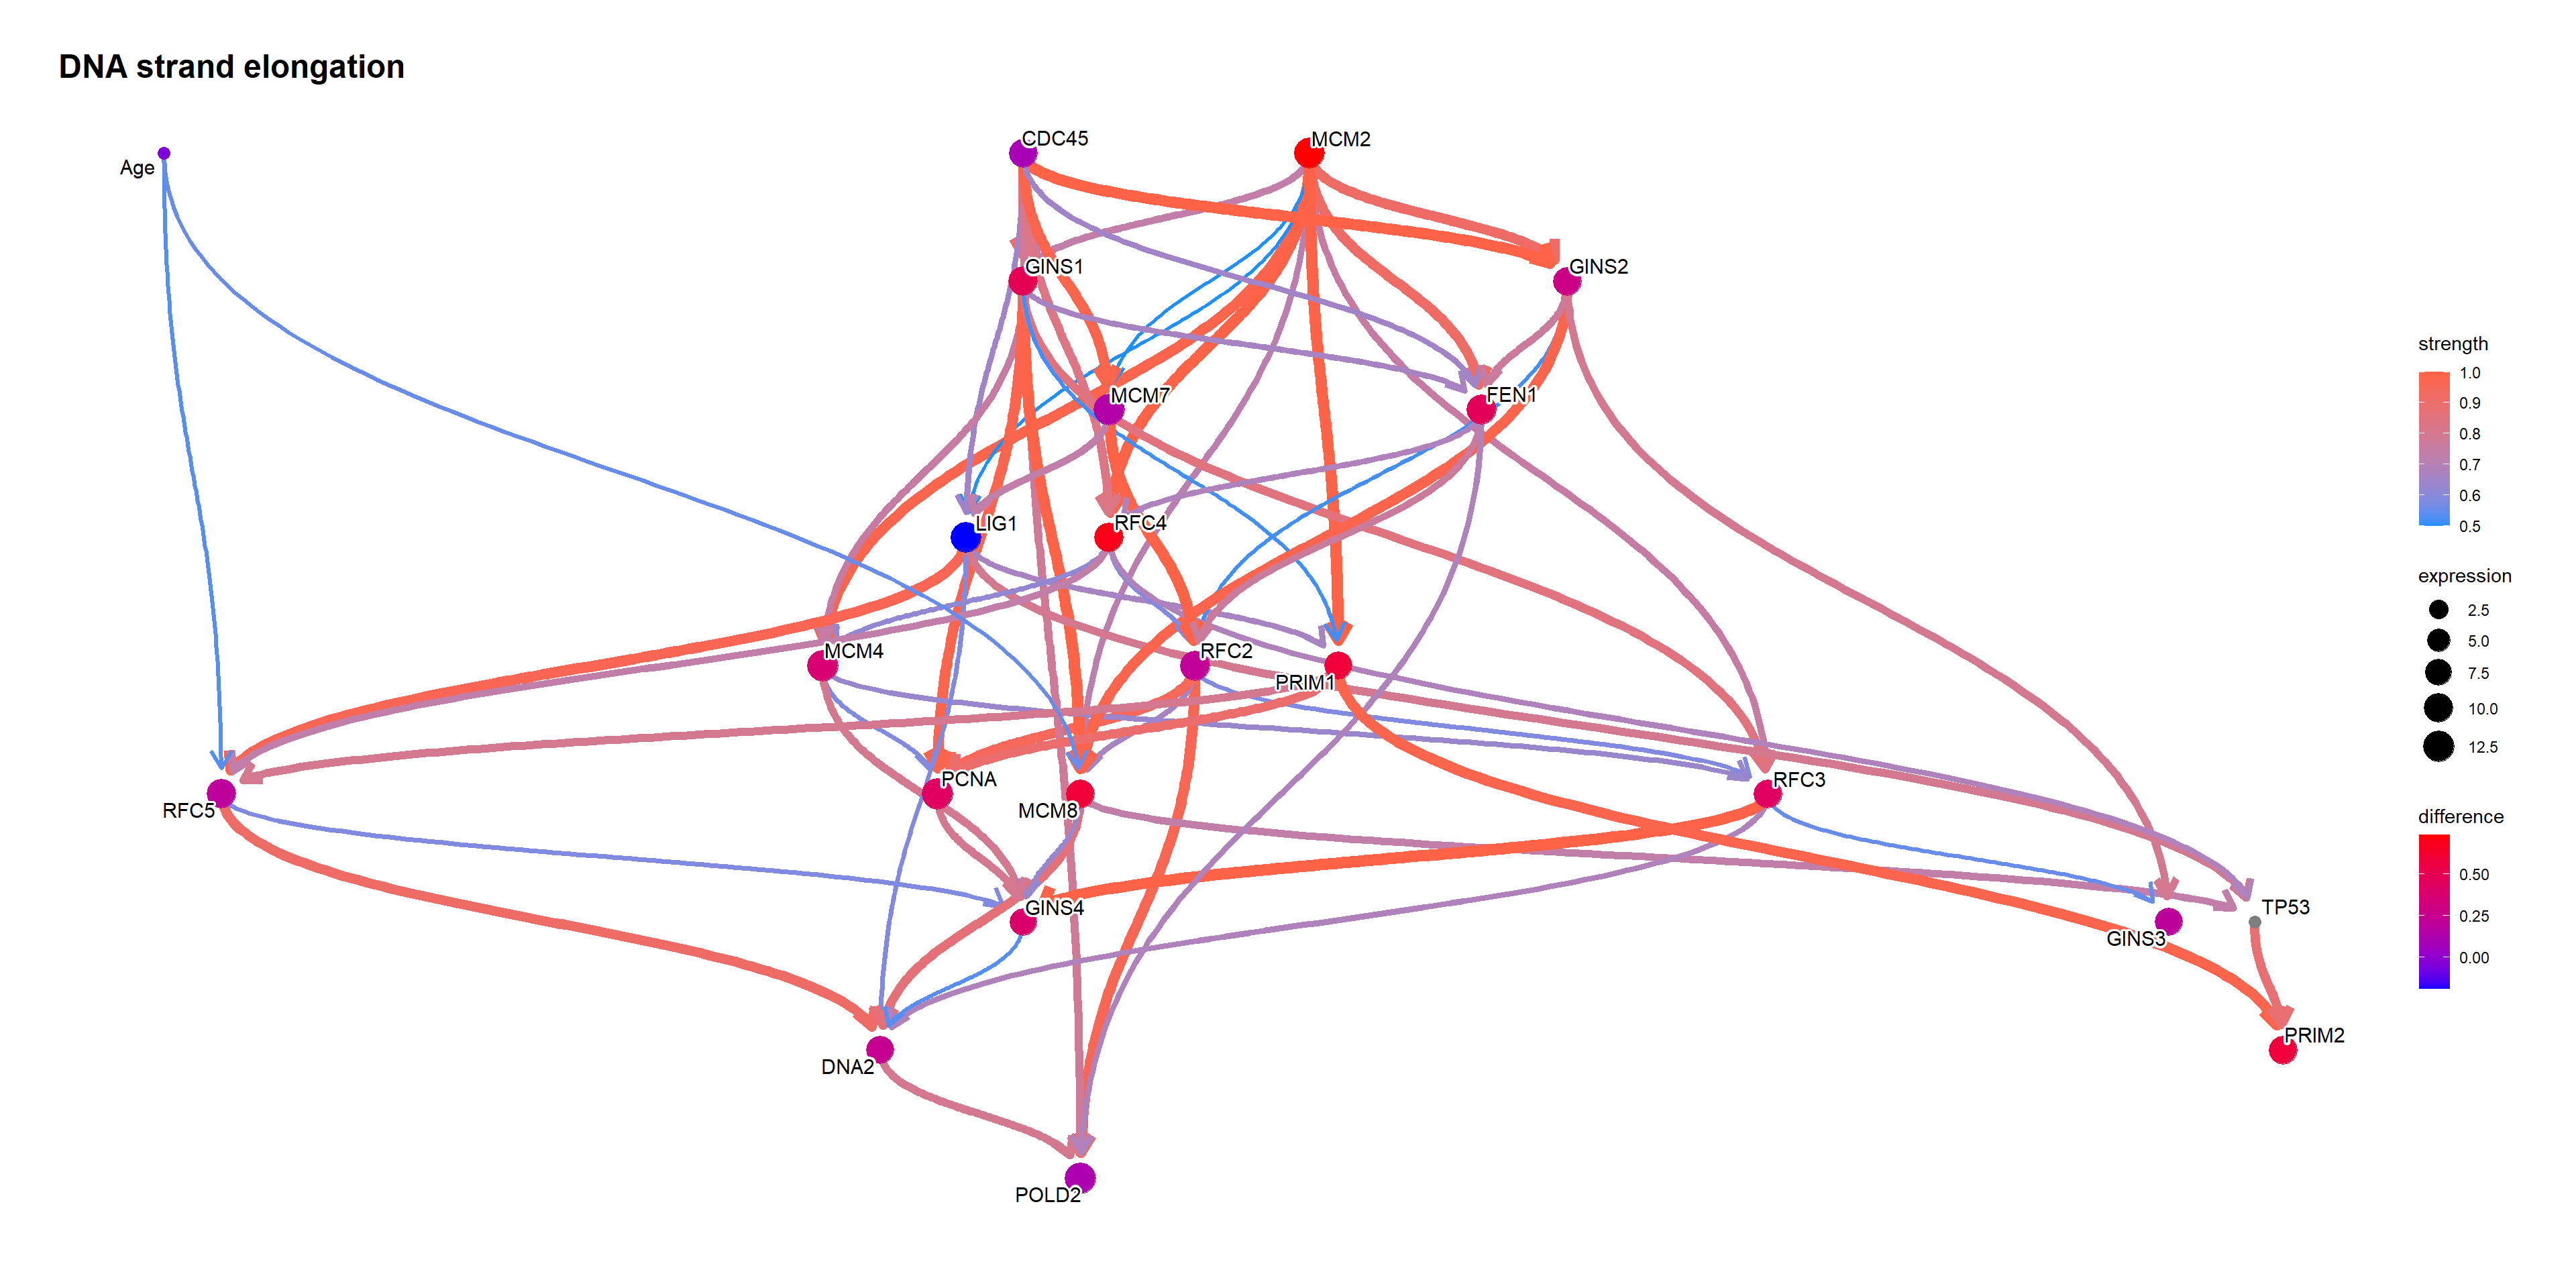 DNA strand elongation
CDC45
MCM2
Age
GINS1
GINS2
MCM7
FEN1
LIG1
RFC4
MCM4
RFC2
PRIM1
RFC5
PCNA
MCM8
RFC3
GINS4
GINS3
TP53
DNA2
PRIM2
POLD2
strength
1.0
0.9
0.8
0.7
0.6
0.5
expression
2.5
5.0
7.5
10.0
12.5
difference
0.50
0.25
0.00